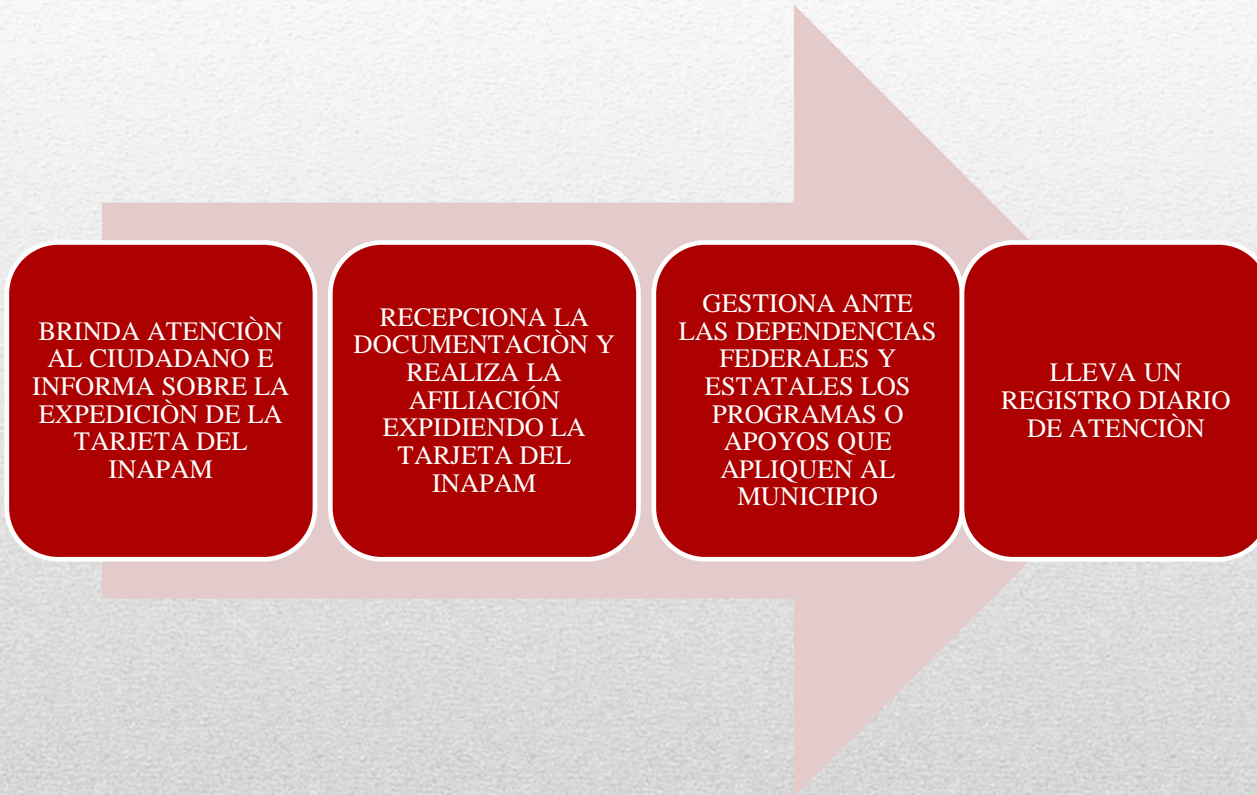 BRINDA ATENCIÒN
AL CIUDADANO E
INFORMA SOBRE LA
EXPEDICIÒN DE LA
TARJETA DEL
INAPAM
RECEPCIONA LA
DOCUMENTACIÒN Y
REALIZA LA
AFILIACIÓN
EXPIDIENDO LA
TARJETA DEL
INAPAM
GESTIONA ANTE
LAS DEPENDENCIAS
FEDERALES Y
ESTATALES LOS
PROGRAMAS O
APOYOS QUE
APLIQUEN AL
MUNICIPIO
LLEVA UN
REGISTRO DIARIO
DE ATENCIÒN